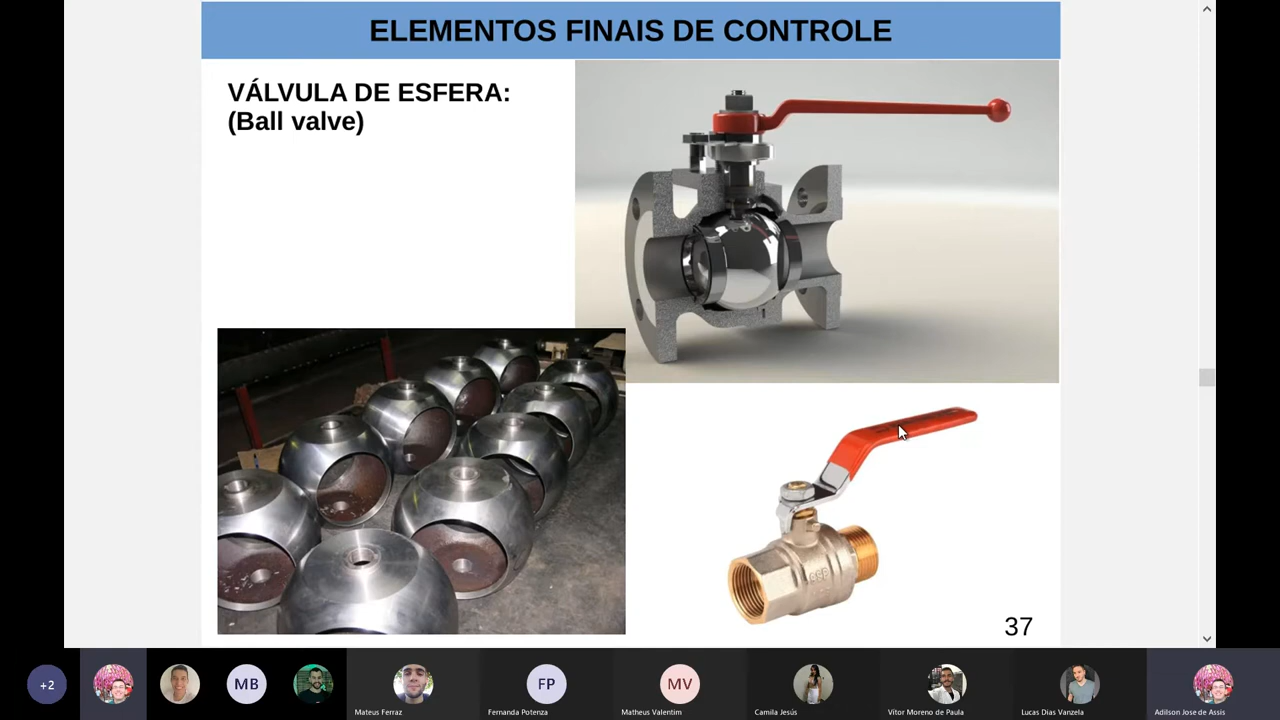 ELEMENTOS FINAIS DE CONTROLE
VÁLVULA DE ESFERA:
(Ball valve)
37
+2
MB
Mateus Ferraz
FP
Fernanda Potenza
MV
Matheus Valentim
Camila Jesús
Vitor Moreno de Paula
Lucas Dias Vanzela
Adilson Jose de Assis